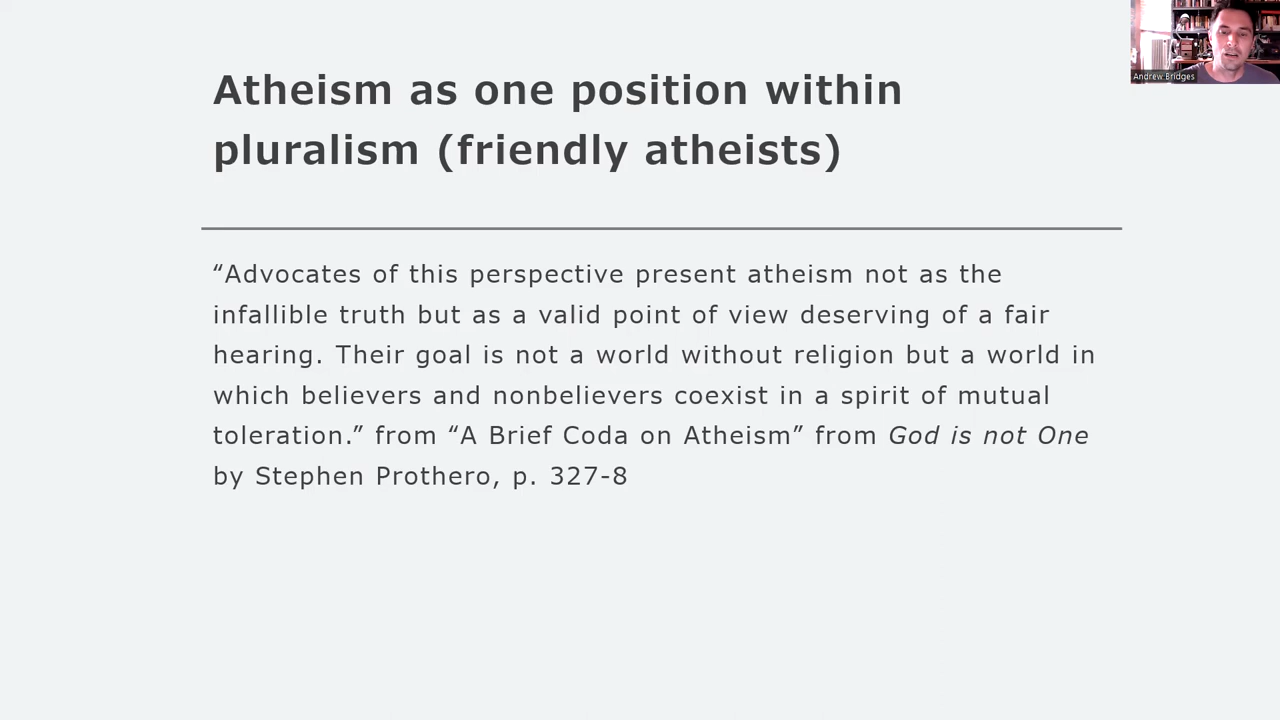 Atheism as one position within
pluralism (friendly atheists)
“Advocates of this perspective present atheism not as the
infallible truth but as a valid point of view deserving of a fair
hearing. Their goal is not a world without religion but a world in
which believers and nonbelievers coexist in a spirit of mutual
toleration.” from “A Brief Coda on Atheism” from God is not One
by Stephen Prothero, p. 327-8
Andrew Bridges